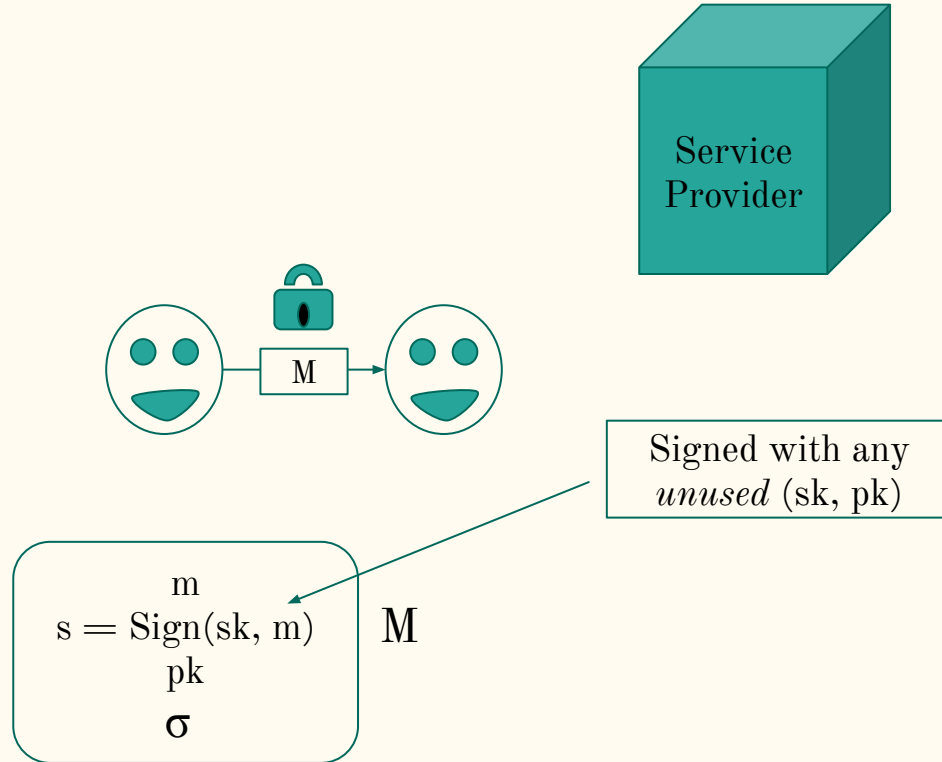 Service
Provider
M
Signed with any
unused (sk, pk)
m
s = Sign(sk, m)
pk
σ
M